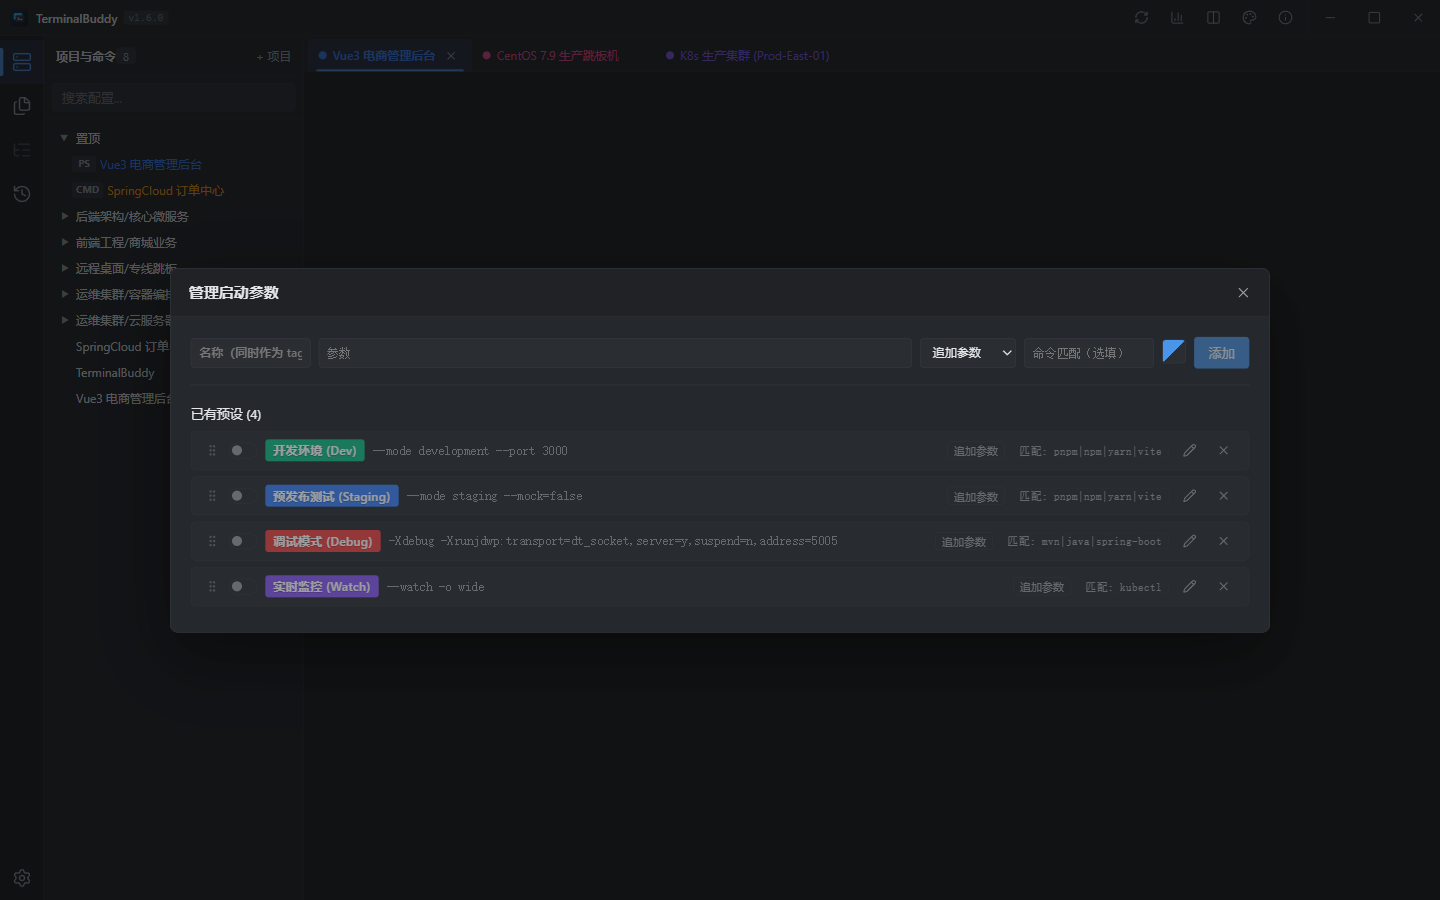 TerminalBuddy v1.6.0
项目与命令 8
+ 项目
Vue3 电商管理后台
CentOS 7.9 生产跳板机
K8s 生产集群 (Prod-East-01)
搜索配置...
置顶
PS Vue3 电商管理后台
CMD SpringCloud 订单中心
后端架构/核心微服务
前端工程/商城业务
远程桌面/专线跳板
运维集群/容器编排
运维集群/云服务器
SpringCloud 订单
TerminalBuddy
Vue3 电商管理后台
管理启动参数
名称（同时作为 tag
参数
追加参数
命令匹配（选填）
添加
已有预设 (4)
开发环境 (Dev) --mode development --port 3000 追加参数 匹配: pnpm|npm|yarn|vite
预发布测试 (Staging) --mode staging --mock=false 追加参数 匹配: pnpm|npm|yarn|vite
调试模式 (Debug) -Xdebug -Xrunjdwp:transport=dt_socket,server=y,suspend=n,address=5005 追加参数 匹配: mvn|java|spring-boot
实时监控 (Watch) --watch -o wide 追加参数 匹配: kubectl